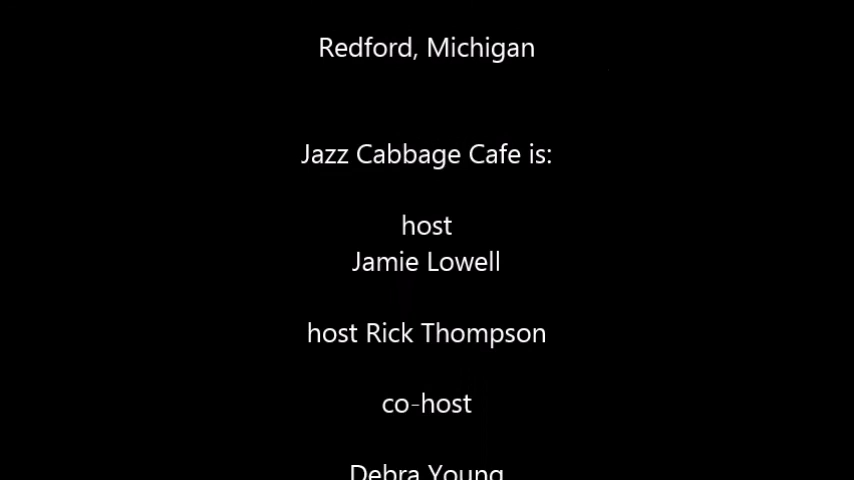 Redford, Michigan
Jazz Cabbage Cafe is:
host
Jamie Lowell
host Rick Thompson
co-host
Debra Young